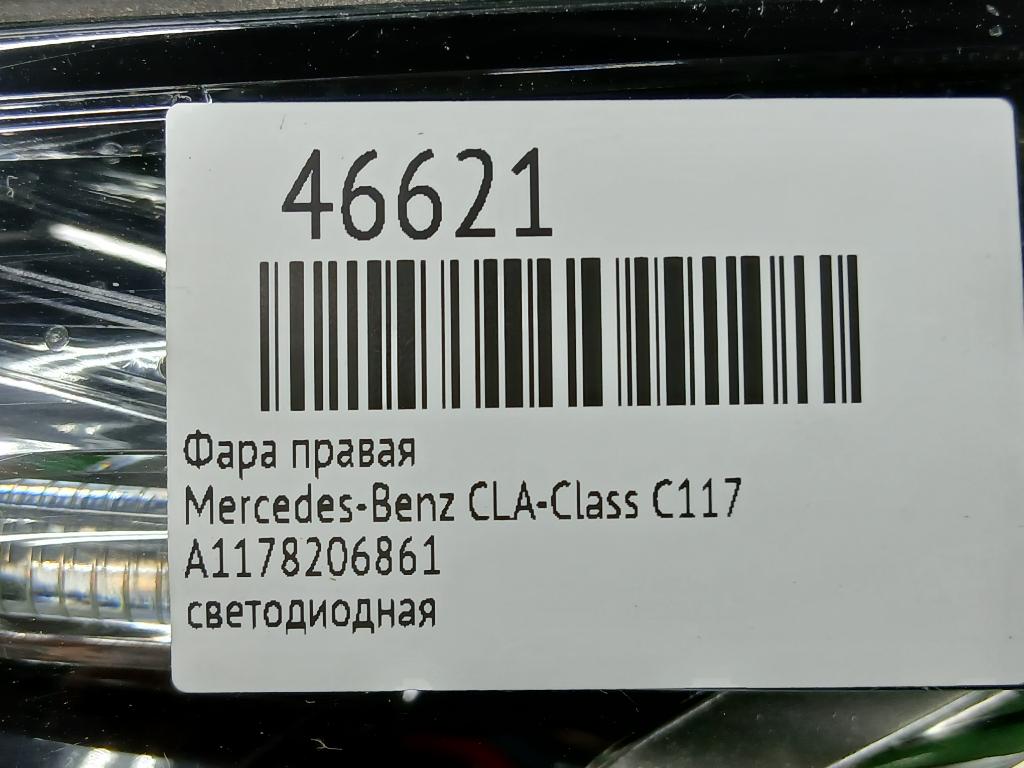 46621
Фара правая
Mercedes-Benz CLA-Class C117
A1178206861
светодиодная